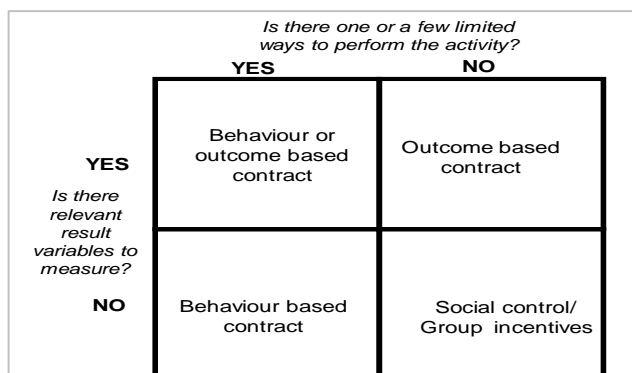 Is there one or a few limited
ways to perform the activity?
YES NO
YES
Is there
relevant
result
variables to
measure?
NO
Behaviour or
outcome based
contract
Outcome based
contract
Behaviour based
contract
Social control/
Group incentives